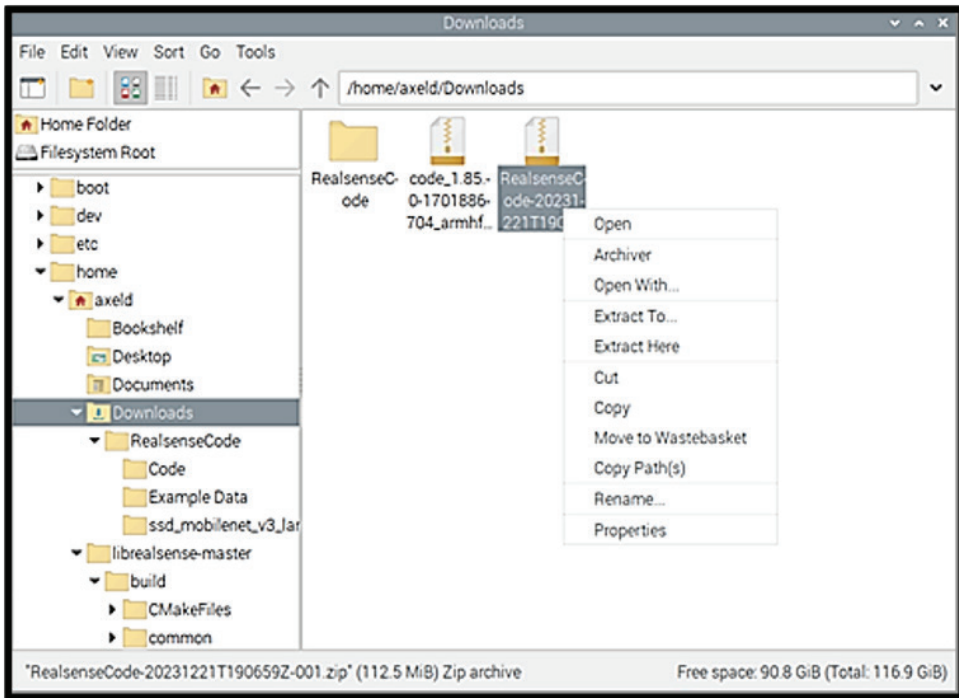 Downloads
File Edit View Sort Go Tools
/home/axeld/Downloads
Home Folder
Filesystem Root
boot
dev
etc
home
axeld
Bookshelf
Desktop
Documents
Downloads
RealsenseCode
Code
Example Data
ssd_mobilenet_v3_lar
librealsense-master
build
CMakeFiles
common
RealsenseC-
ode
code_1.85.-
0-1701886-
704_armhf...
RealsenseC-
ode-20231-
221T190
Open
Archiver
Open With...
Extract To...
Extract Here
Cut
Copy
Move to Wastebasket
Copy Path(s)
Rename...
Properties
"RealsenseCode-20231221T190659Z-001.zip" (112.5 MiB) Zip archive
Free space: 90.8 GiB (Total: 116.9 GiB)